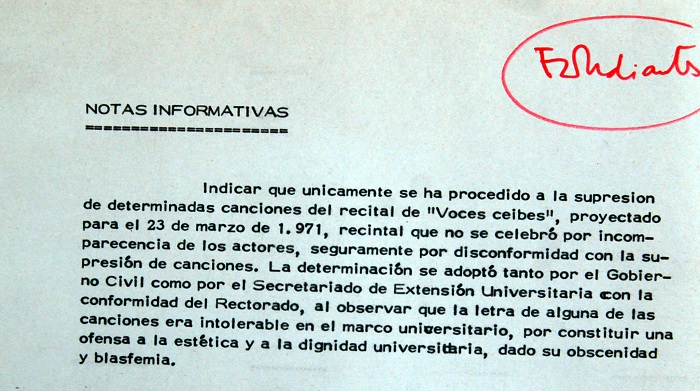 Estudiantes
NOTAS INFORMATIVAS
======================
Indicar que unicamente se ha procedido a la supresion
de determinadas canciones del recital de "Voces ceibes", proyectado
para el 23 de marzo de 1.971, recintal que no se celebró por incom-
parecencia de los actores, seguramente por disconformidad con la su-
presión de canciones. La determinación se adoptó tanto por el Gobier-
no Civil como por el Secretariado de Extensión Universitaria con la
conformidad del Rectorado, al observar que la letra de alguna de las
canciones era intolerable en el marco universitario, por constituir una
ofensa a la estética y a la dignidad universitaria, dado su obscenidad
y blasfemia.